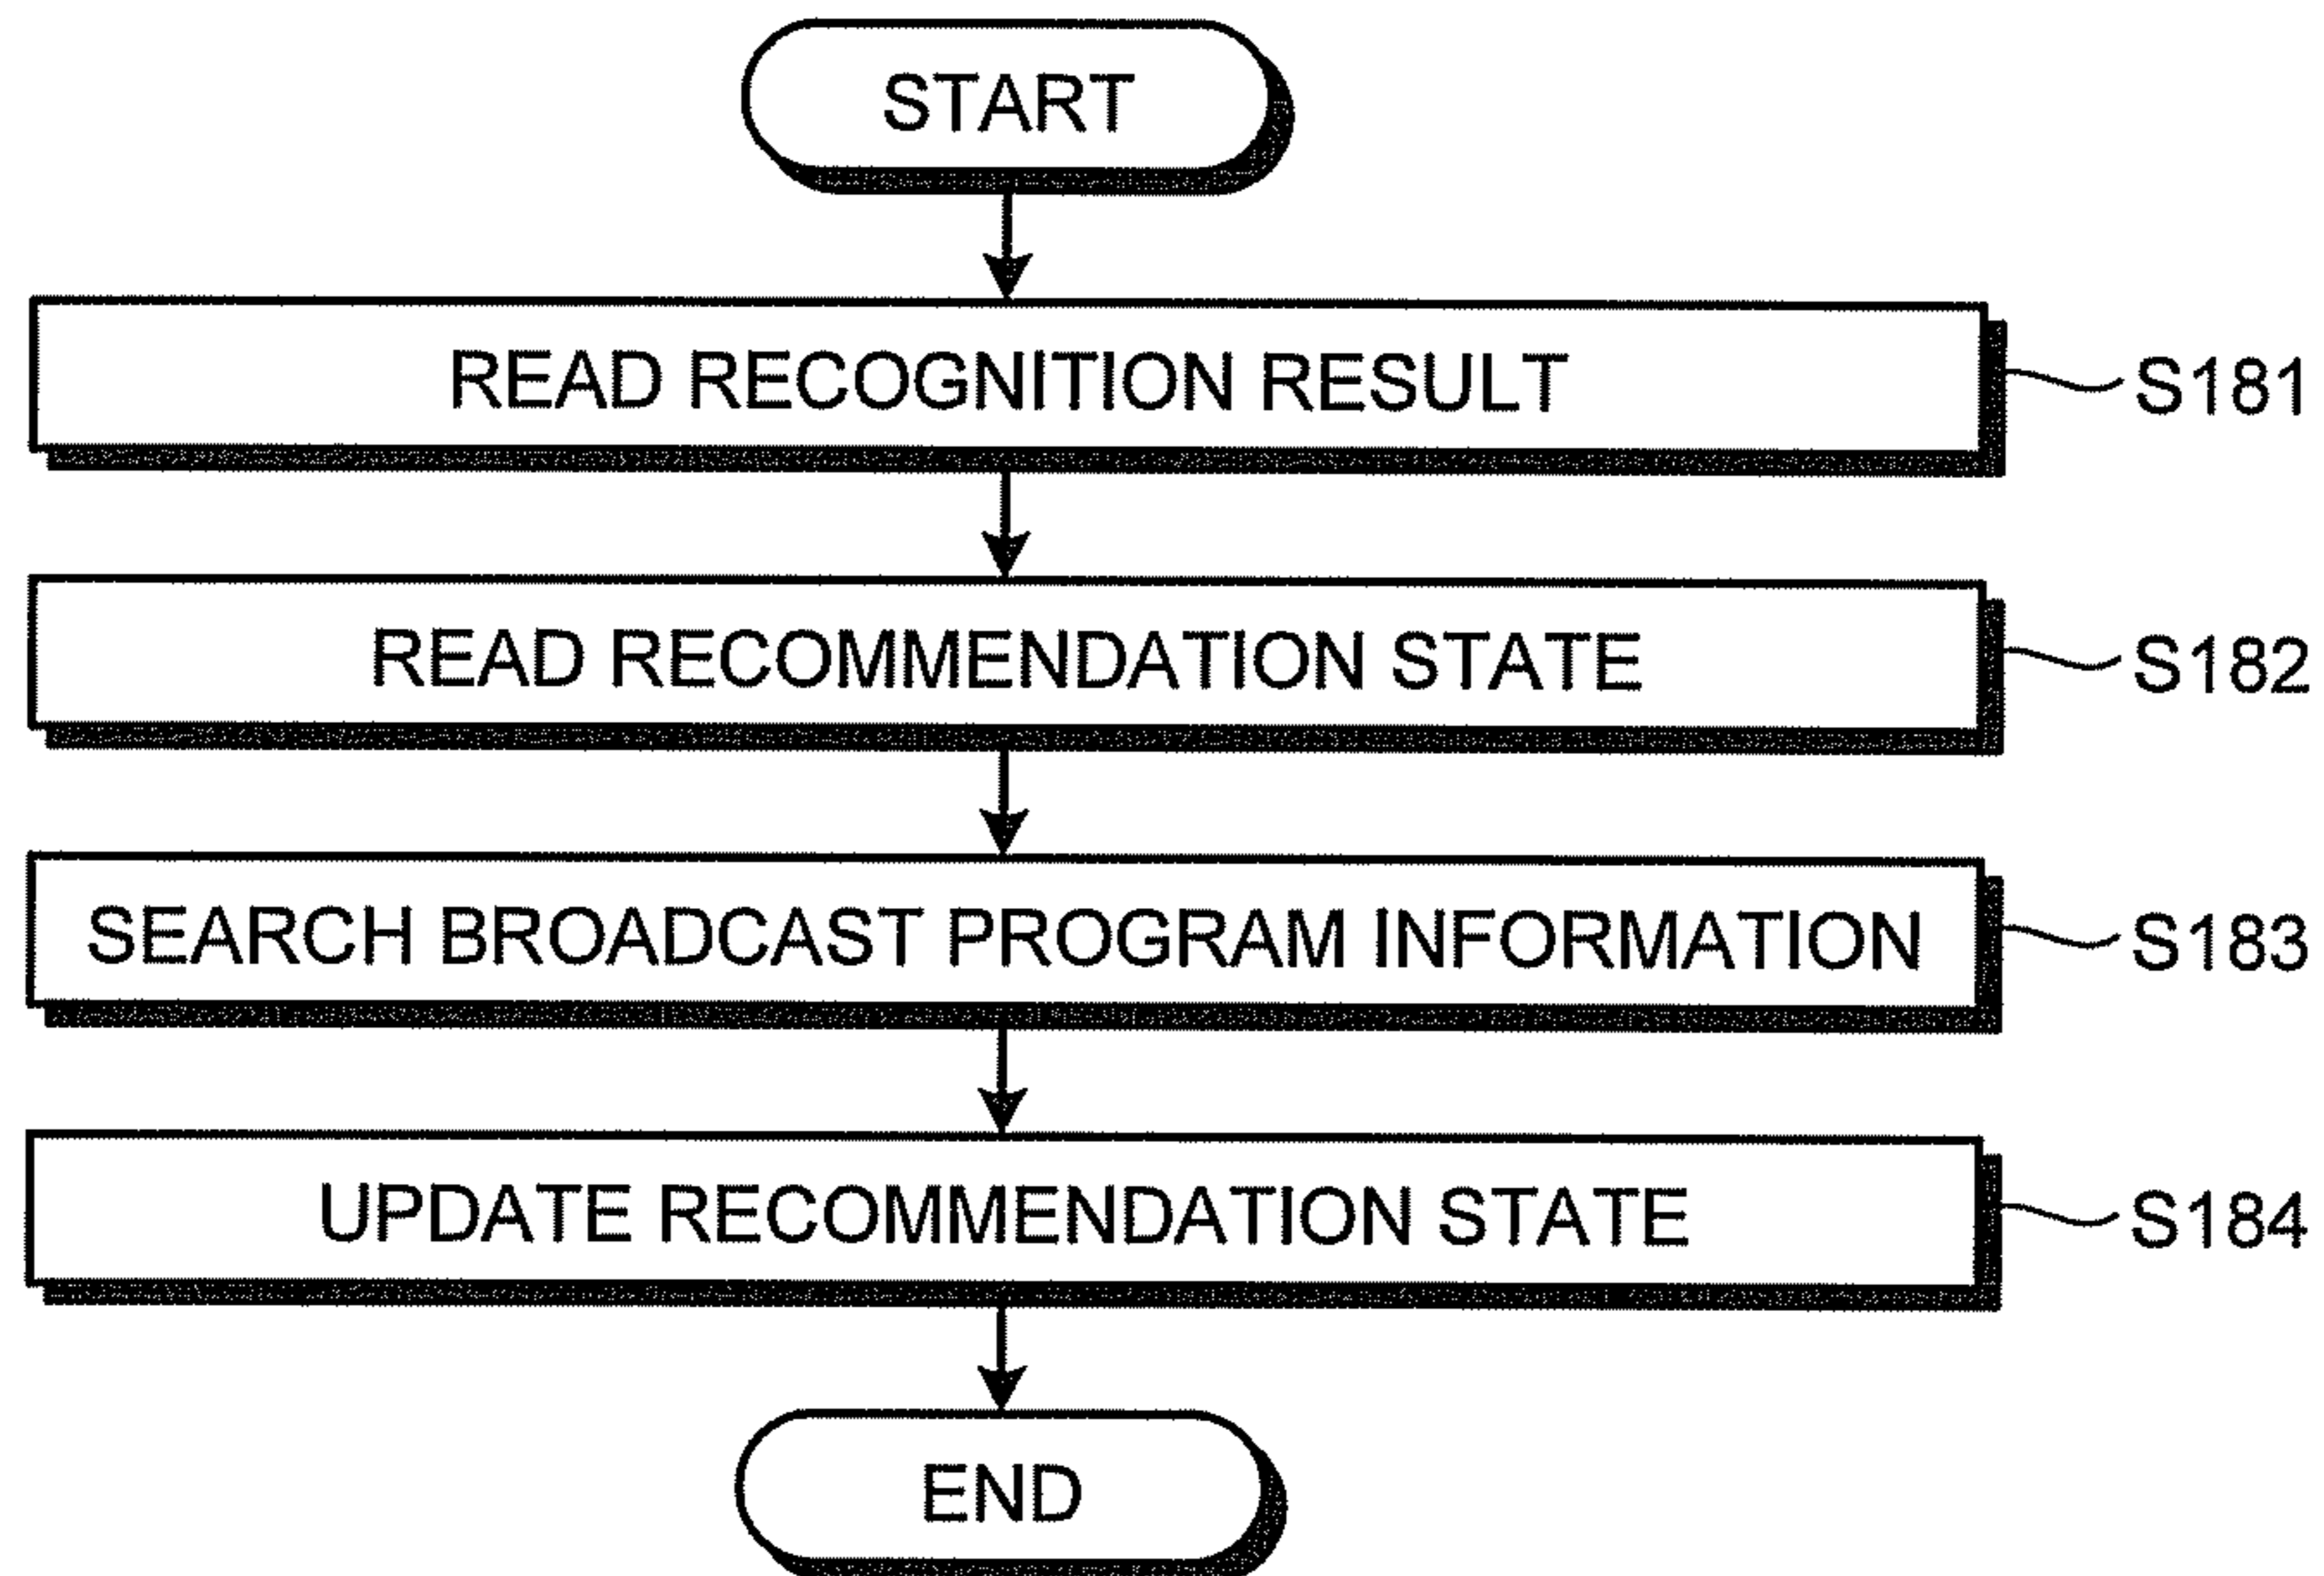 START
READ RECOGNITION RESULT
S181
READ RECOMMENDATION STATE
S182
SEARCH BROADCAST PROGRAM INFORMATION
S183
UPDATE RECOMMENDATION STATE
S184
END